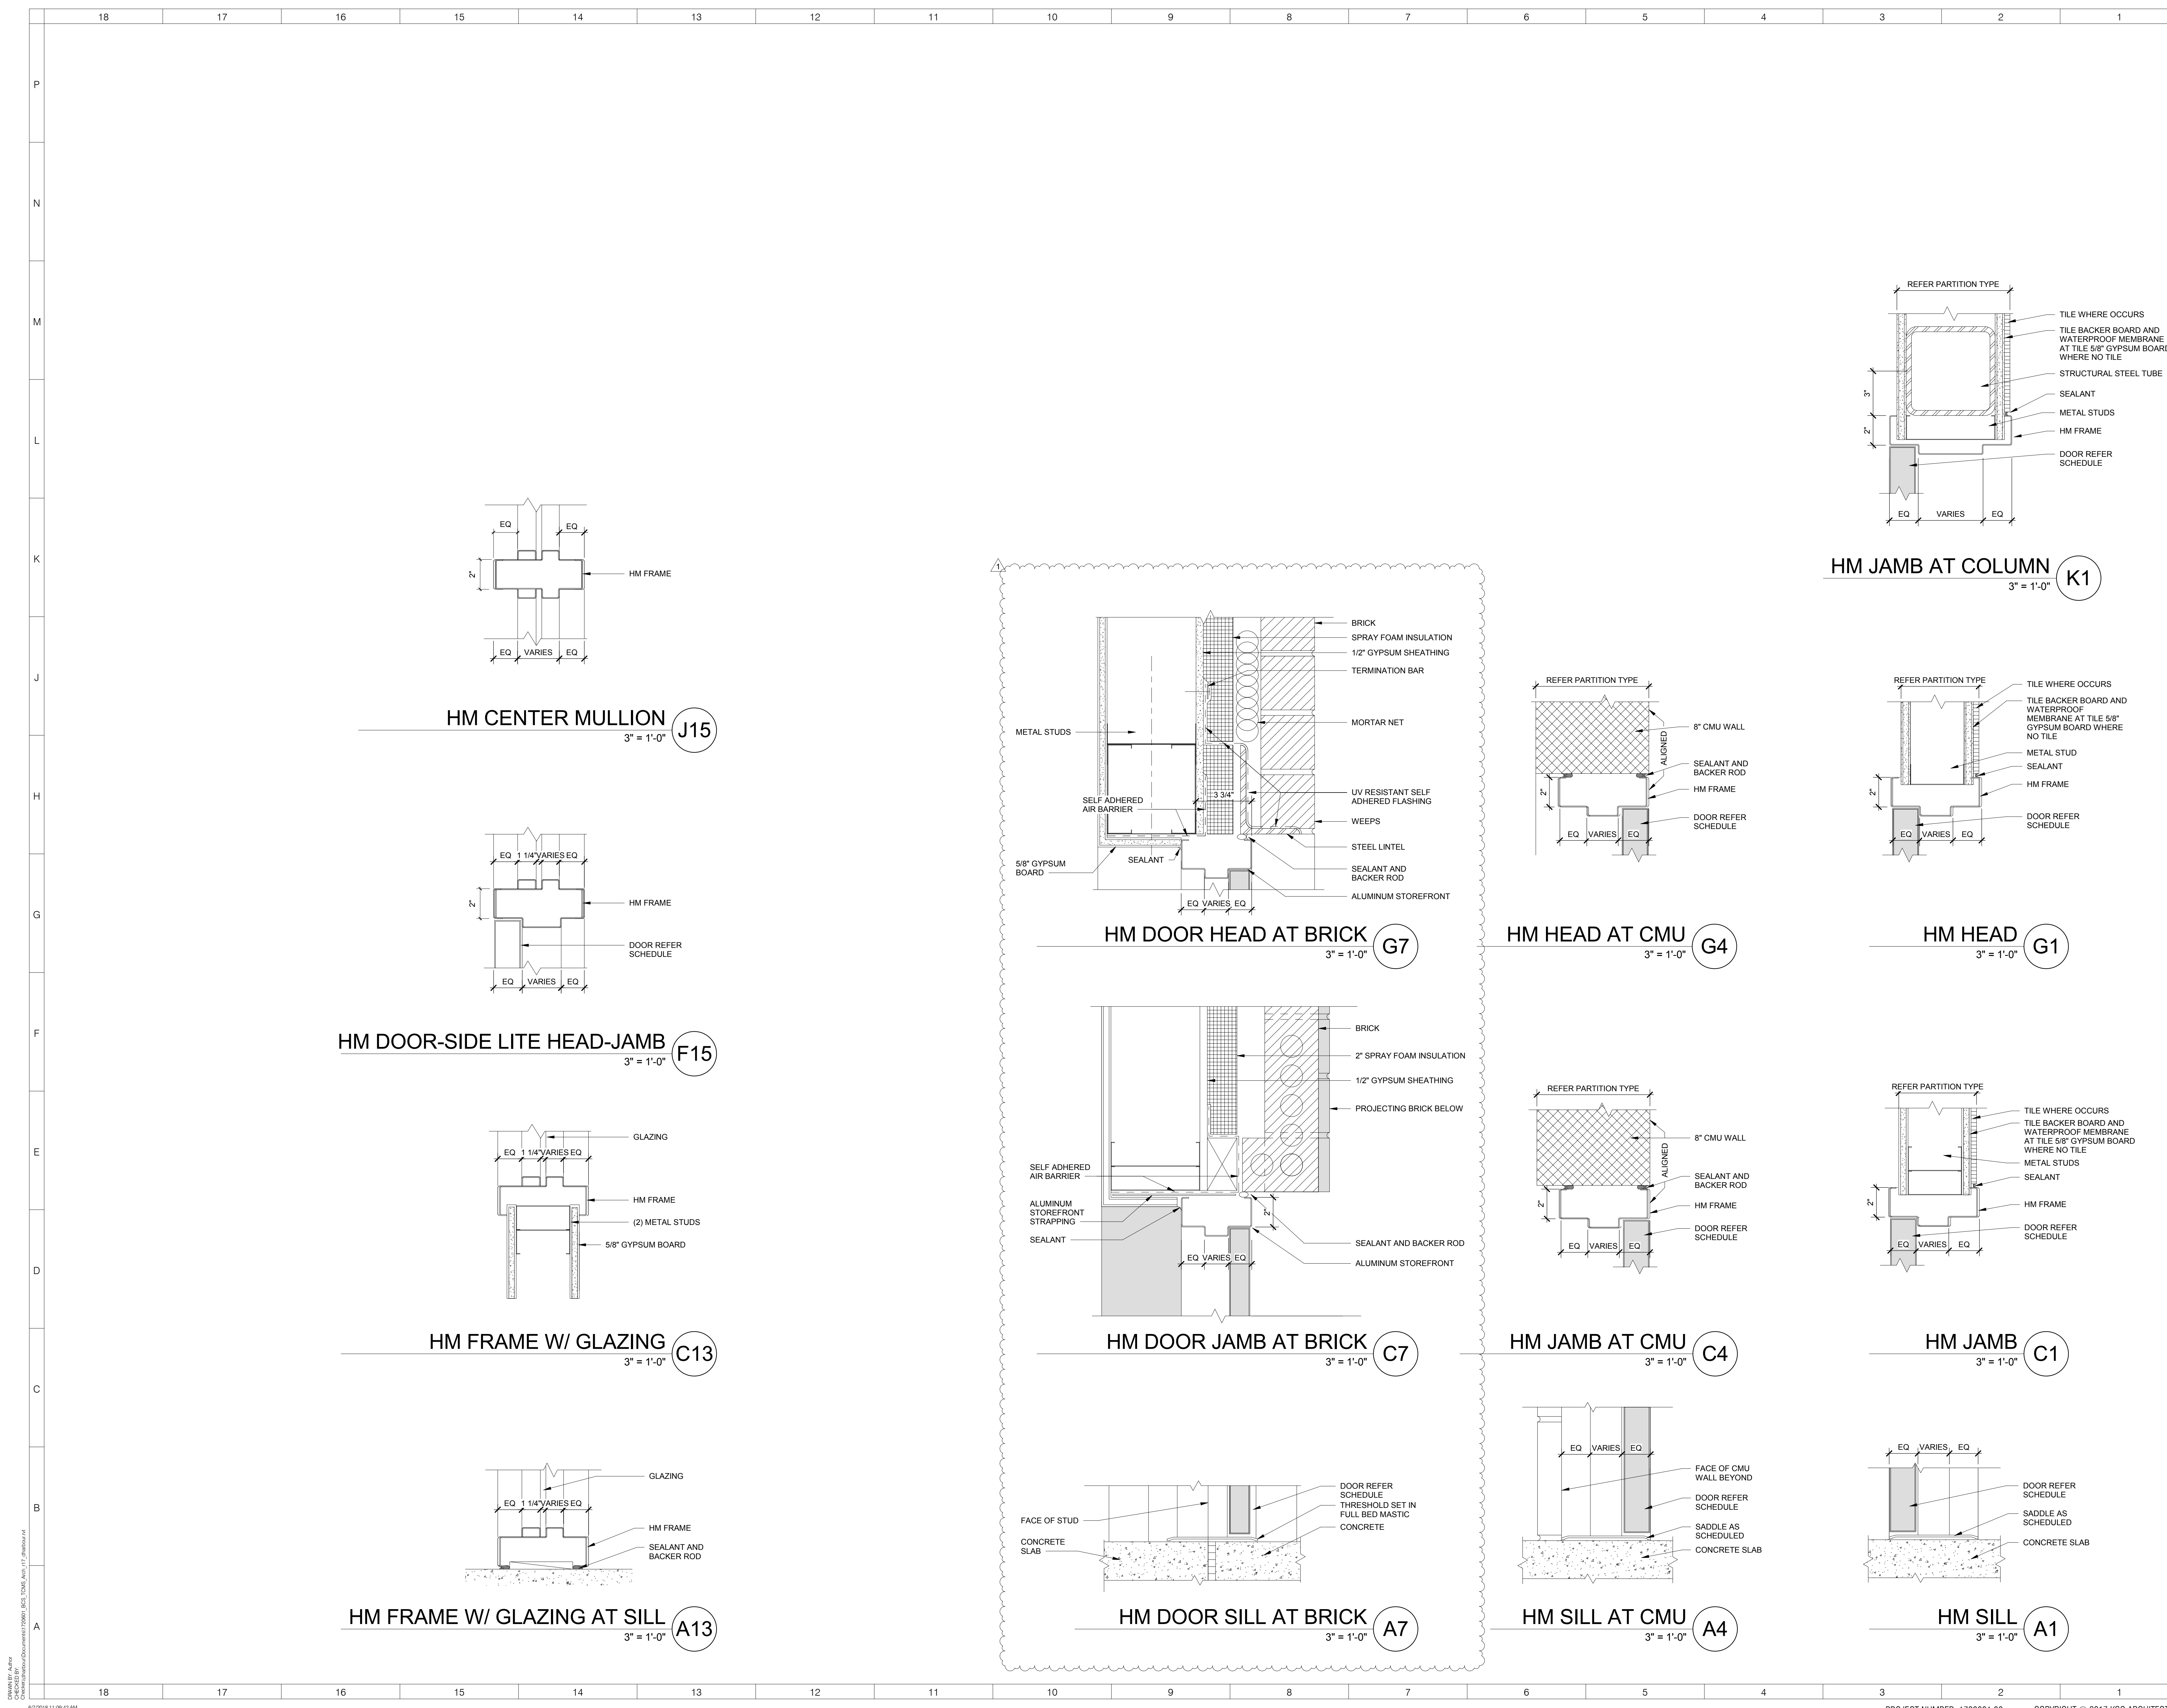 18 17 16 15 14 13 12 11 10 9 8 7 6 5 4 3 2 1
P
N
M
L
K
J
H
G
F
E
D
C
B
A
REFER PARTITION TYPE
TILE WHERE OCCURS
TILE BACKER BOARD AND
WATERPROOF MEMBRANE
AT TILE 5/8" GYPSUM BOARD
WHERE NO TILE
STRUCTURAL STEEL TUBE
SEALANT
METAL STUDS
HM FRAME
DOOR REFER
SCHEDULE
3"
2"
EQ VARIES EQ
HM JAMB AT COLUMN
3" = 1'-0"
K1
EQ EQ
2"
HM FRAME
EQ VARIES EQ
HM CENTER MULLION
3" = 1'-0"
J15
1
BRICK
SPRAY FOAM INSULATION
1/2" GYPSUM SHEATHING
TERMINATION BAR
MORTAR NET
METAL STUDS
SELF ADHERED
AIR BARRIER
3 3/4"
UV RESISTANT SELF
ADHERED FLASHING
WEEPS
STEEL LINTEL
SEALANT
5/8" GYPSUM
BOARD
SEALANT AND
BACKER ROD
ALUMINUM STOREFRONT
EQ VARIES EQ
HM DOOR HEAD AT BRICK
3" = 1'-0"
G7
REFER PARTITION TYPE
8" CMU WALL
ALIGNED
SEALANT AND
BACKER ROD
HM FRAME
2"
DOOR REFER
SCHEDULE
EQ VARIES EQ
HM HEAD AT CMU
3" = 1'-0"
G4
REFER PARTITION TYPE
TILE WHERE OCCURS
TILE BACKER BOARD AND
WATERPROOF
MEMBRANE AT TILE 5/8"
GYPSUM BOARD WHERE
NO TILE
METAL STUD
SEALANT
HM FRAME
2"
DOOR REFER
SCHEDULE
EQ VARIES EQ
HM HEAD
3" = 1'-0"
G1
EQ 1 1/4" VARIES EQ
2"
HM FRAME
DOOR REFER
SCHEDULE
EQ VARIES EQ
HM DOOR-SIDE LITE HEAD-JAMB
3" = 1'-0"
F15
BRICK
2" SPRAY FOAM INSULATION
1/2" GYPSUM SHEATHING
PROJECTING BRICK BELOW
SELF ADHERED
AIR BARRIER
ALUMINUM
STOREFRONT
STRAPPING
SEALANT
2"
SEALANT AND BACKER ROD
ALUMINUM STOREFRONT
EQ VARIES EQ
HM DOOR JAMB AT BRICK
3" = 1'-0"
C7
REFER PARTITION TYPE
8" CMU WALL
ALIGNED
SEALANT AND
BACKER ROD
HM FRAME
2"
DOOR REFER
SCHEDULE
EQ VARIES EQ
HM JAMB AT CMU
3" = 1'-0"
C4
REFER PARTITION TYPE
TILE WHERE OCCURS
TILE BACKER BOARD AND
WATERPROOF MEMBRANE
AT TILE 5/8" GYPSUM BOARD
WHERE NO TILE
METAL STUDS
SEALANT
HM FRAME
2"
DOOR REFER
SCHEDULE
EQ VARIES EQ
HM JAMB
3" = 1'-0"
C1
GLAZING
EQ 1 1/4" VARIES EQ
HM FRAME
(2) METAL STUDS
5/8" GYPSUM BOARD
HM FRAME W/ GLAZING
3" = 1'-0"
C13
GLAZING
EQ 1 1/4" VARIES EQ
HM FRAME
SEALANT AND
BACKER ROD
HM FRAME W/ GLAZING AT SILL
3" = 1'-0"
A13
DOOR REFER
SCHEDULE
THRESHOLD SET IN
FULL BED MASTIC
CONCRETE
FACE OF STUD
CONCRETE
SLAB
HM DOOR SILL AT BRICK
3" = 1'-0"
A7
EQ VARIES EQ
FACE OF CMU
WALL BEYOND
DOOR REFER
SCHEDULE
SADDLE AS
SCHEDULED
CONCRETE SLAB
HM SILL AT CMU
3" = 1'-0"
A4
EQ VARIES EQ
DOOR REFER
SCHEDULE
SADDLE AS
SCHEDULED
CONCRETE SLAB
HM SILL
3" = 1'-0"
A1
DRAWN BY: Author
CHECKED BY:
18 17 16 15 14 13 12 11 10 9 8 7 6 5 4 3 2 1